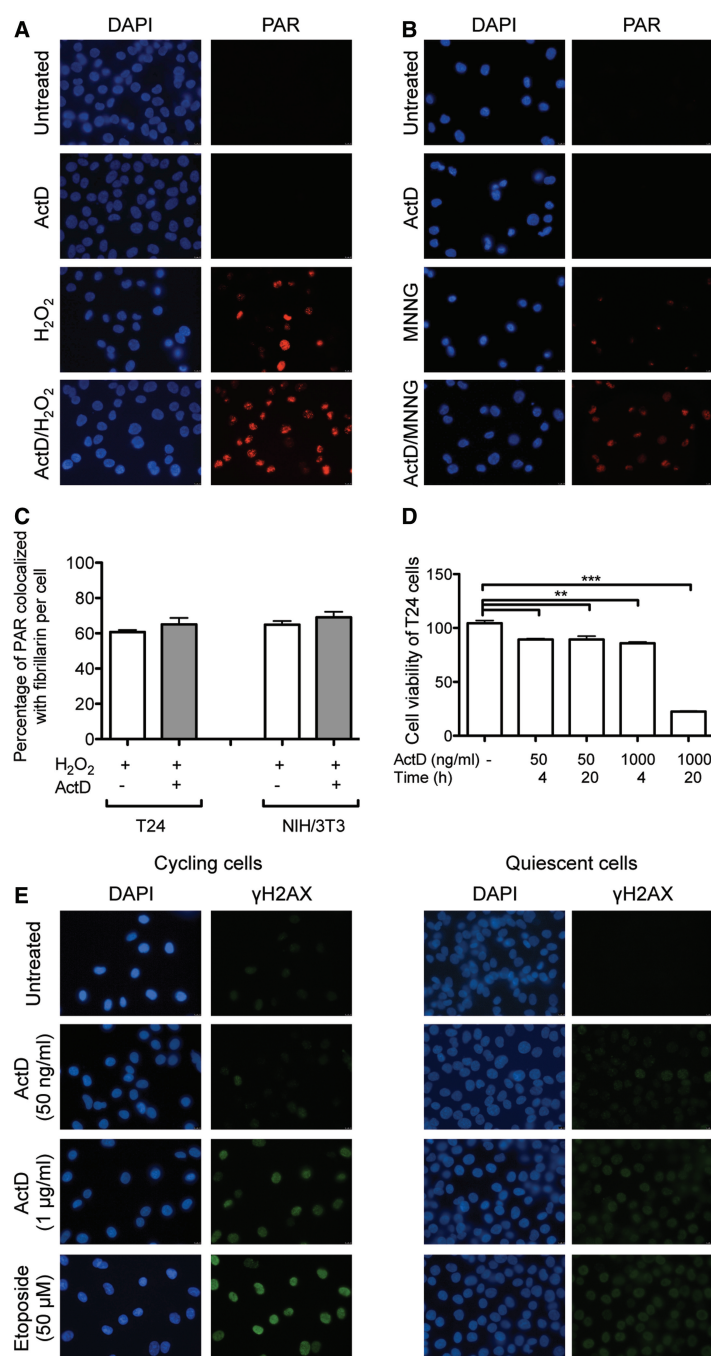 A
DAPI PAR
Untreated
ActD
H₂O₂
ActD/H₂O₂
B
DAPI PAR
Untreated
ActD
MNNG
ActD/MNNG
C
Percentage of PAR colocalized
with fibrillarin per cell
100
80
60
40
20
0
H₂O₂ + + + +
ActD - + - +
T24 NIH/3T3
D
Cell viability of T24 cells
150
100
50
0
***
**
ActD (ng/ml) - 50 50 1000 1000
Time (h) 4 20 4 20
E
Cycling cells Quiescent cells
DAPI γH2AX DAPI γH2AX
Untreated
ActD
(50 ng/ml)
ActD
(1 µg/ml)
Etoposide
(50 µM)